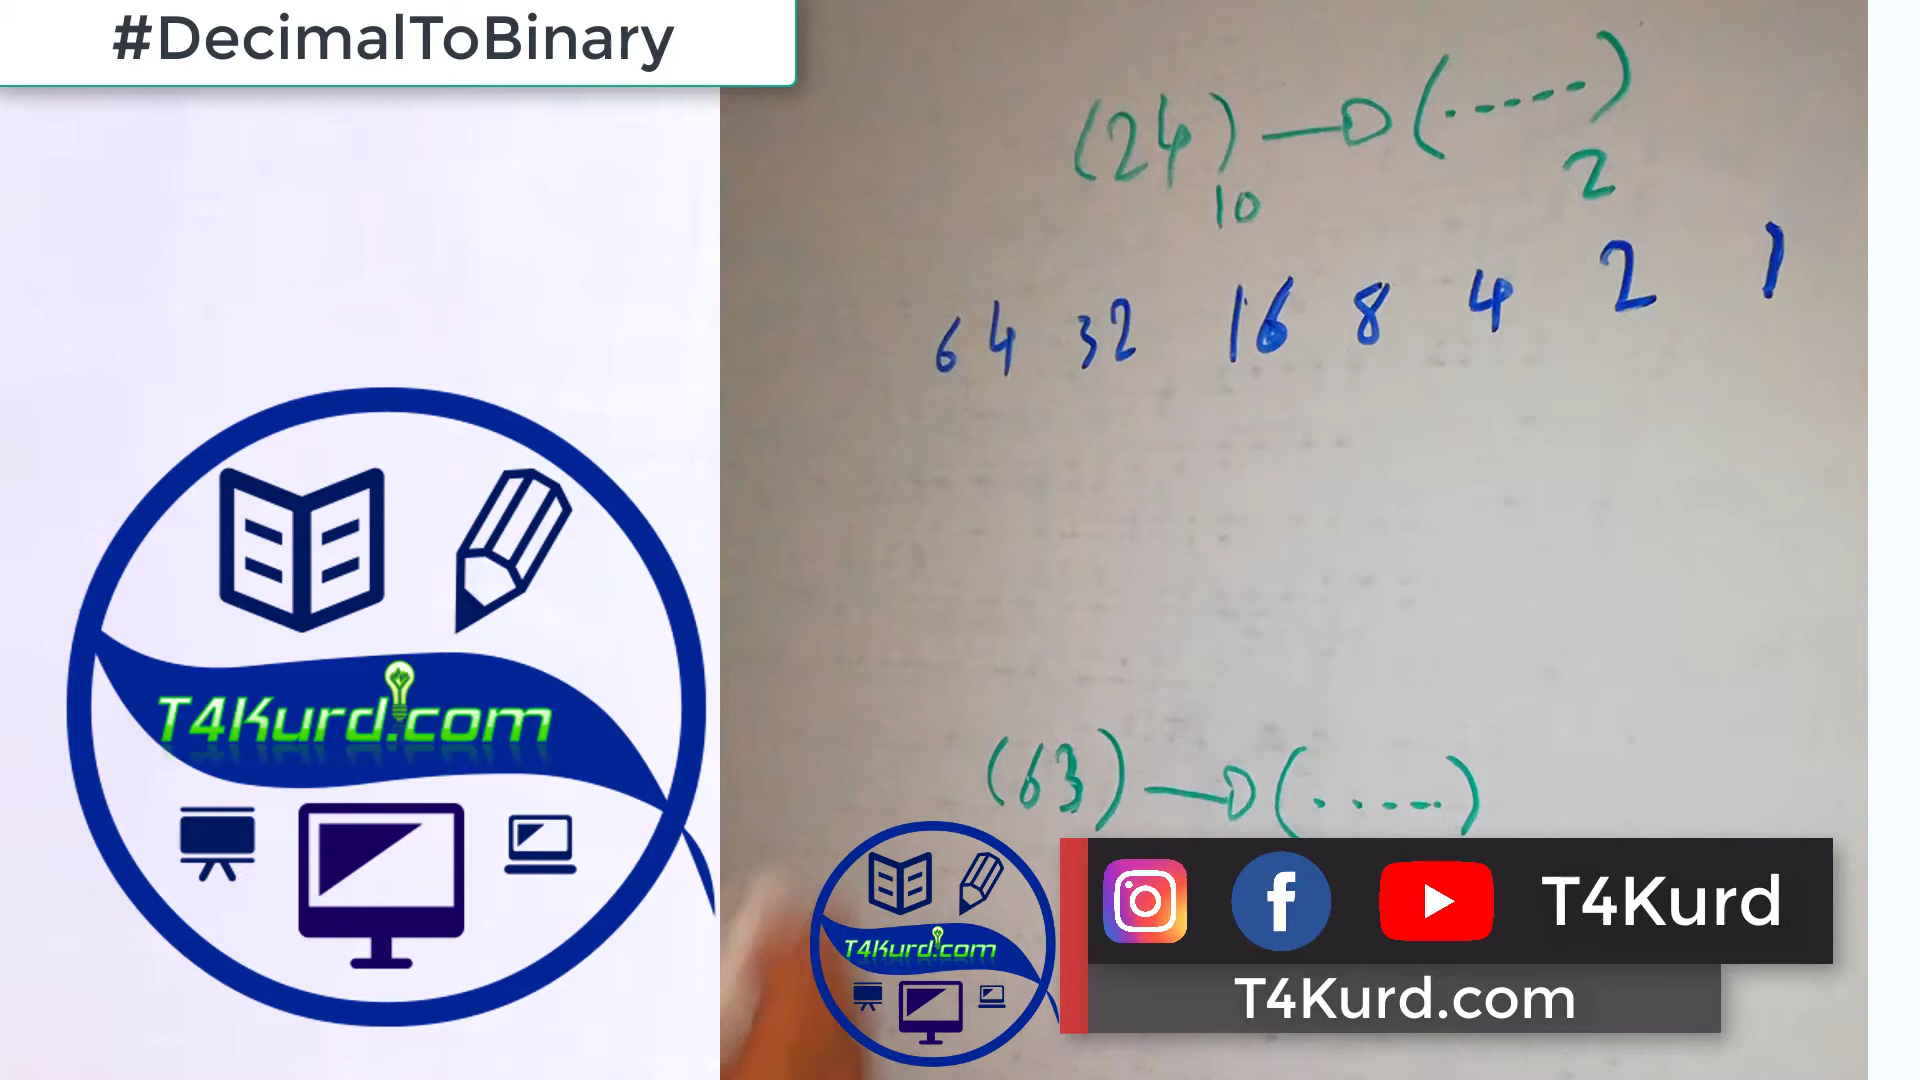 #DecimalToBinary
(24)10 —> (.....)2
64 32 16 8 4 2 1
T4Kurd.com
(63) —> (.....)
T4Kurd.com
T4Kurd
T4Kurd.com